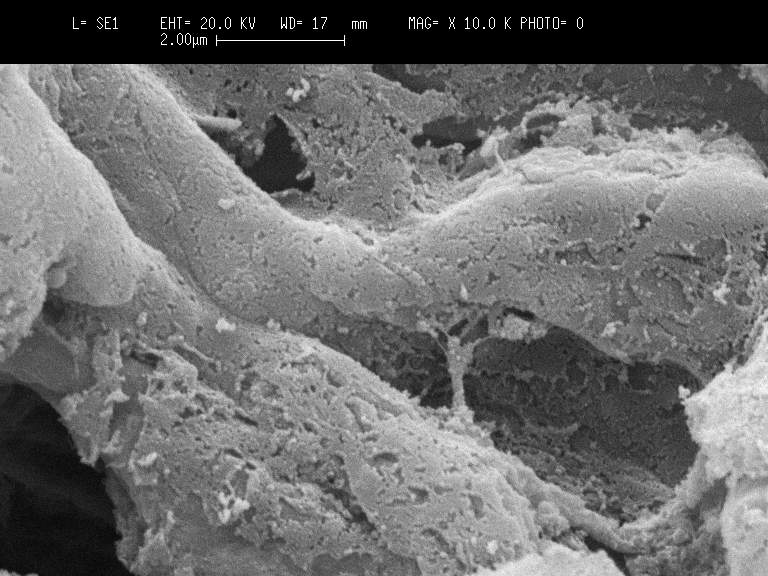 L= SE1 EHT= 20.0 KV WD= 17 mm MAG= X 10.0 K PHOTO= 0
2.00µm